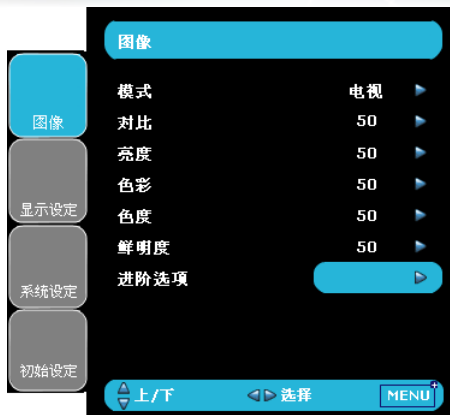 图像
模式 电视
对比 50
亮度 50
色彩 50
色度 50
鲜明度 50
进阶选项
上/下 选择 MENU
图像
显示设定
系统设定
初始设定